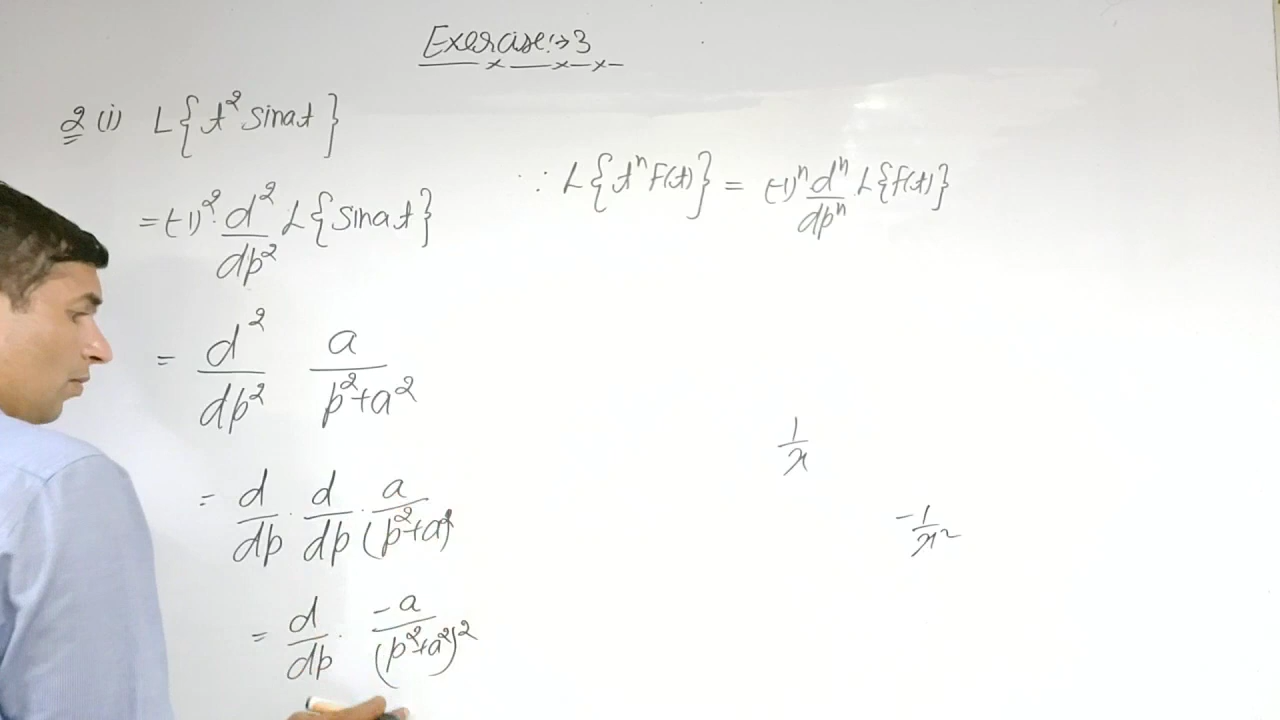 Exercise:→3
2 (i) L{t² sinat}
∵ L{tⁿ F(t)} = (-1)ⁿ dⁿ/dpⁿ L{f(t)}
= (-1)² · d²/dp² L{sinat}
= d²/dp² a/p²+a²
1/x
= d/dp · d/dp · a/(p²+a²)
-1/x²
= d/dp · -a/(p²+a²)²